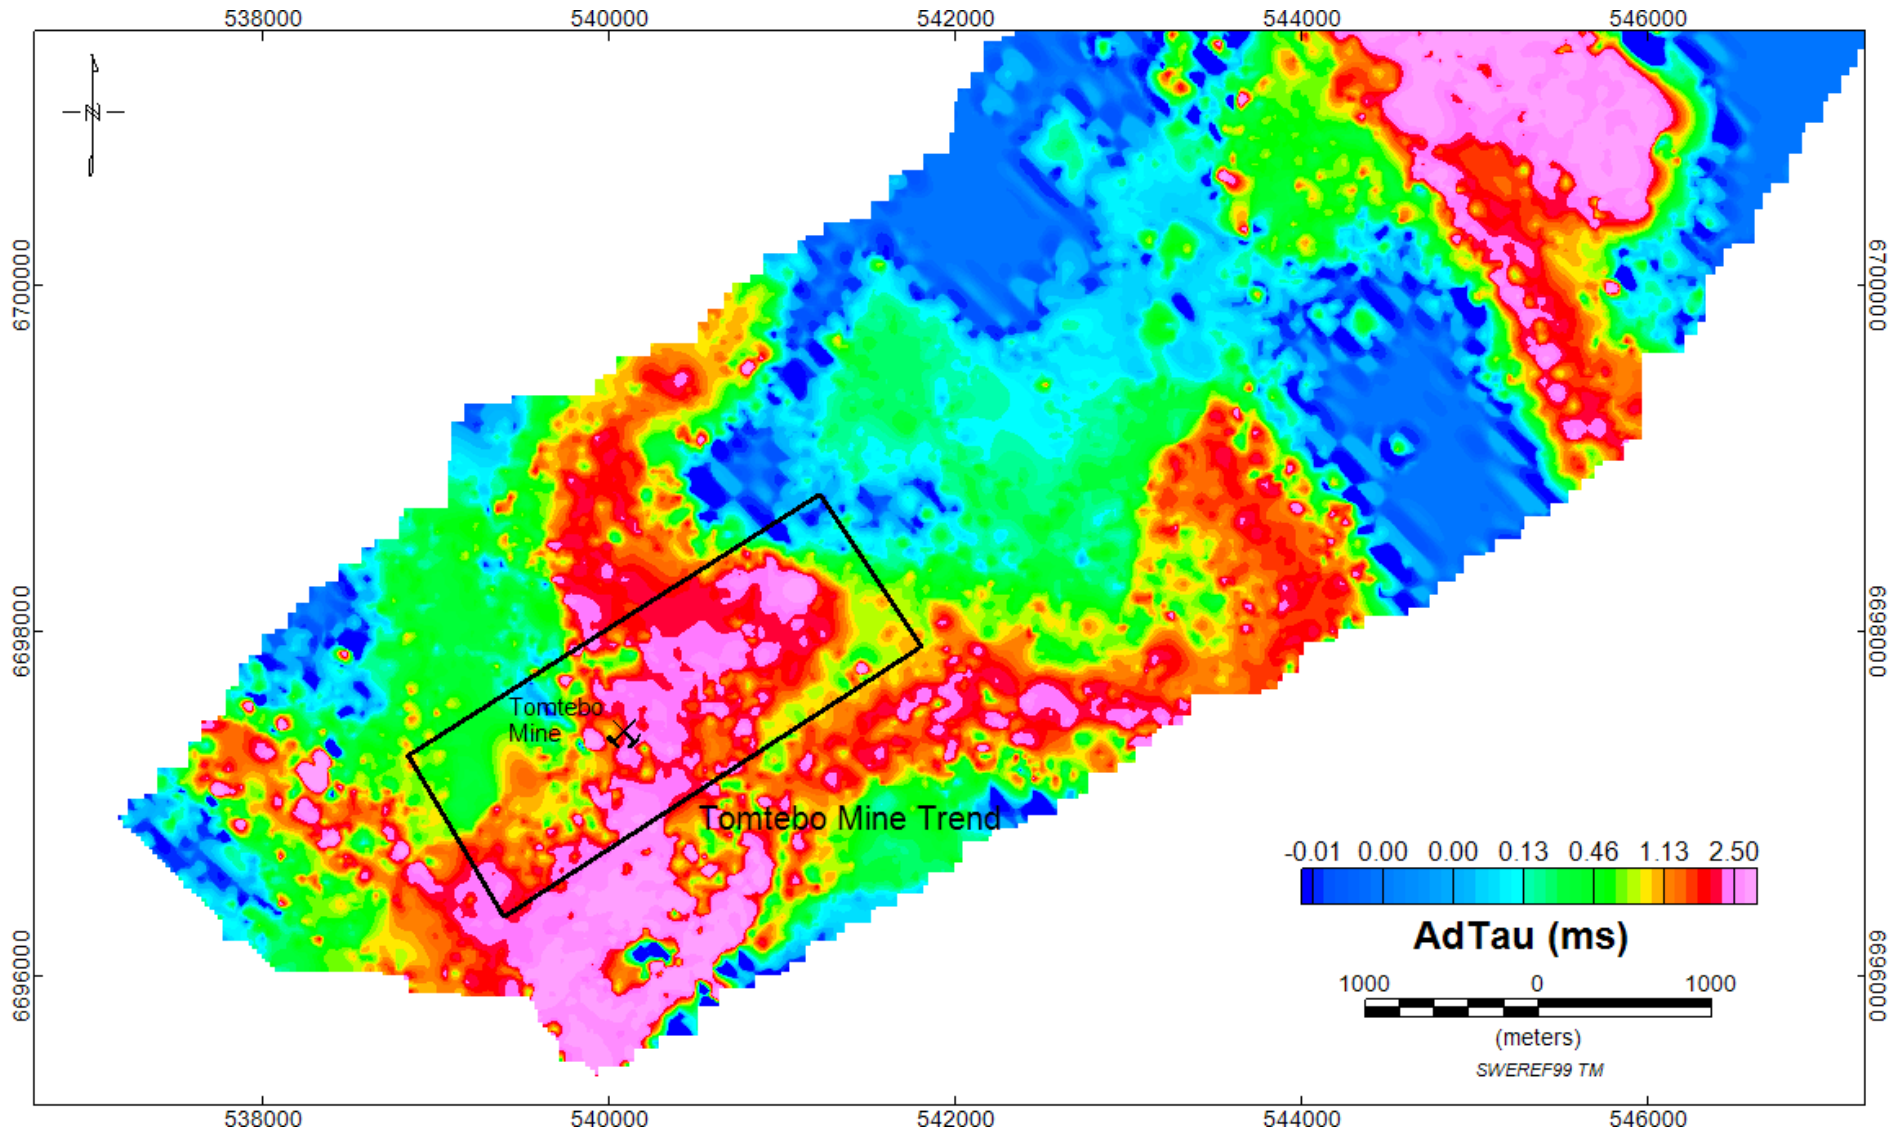 538000 540000 542000 544000 546000
N
6700000 6700000
6698000 6698000
Tomtebo
Mine
Tomtebo Mine Trend
-0.01 0.00 0.00 0.13 0.46 1.13 2.50
AdTau (ms)
6696000 6696000
1000 0 1000
(meters)
SWEREF99 TM
538000 540000 542000 544000 546000